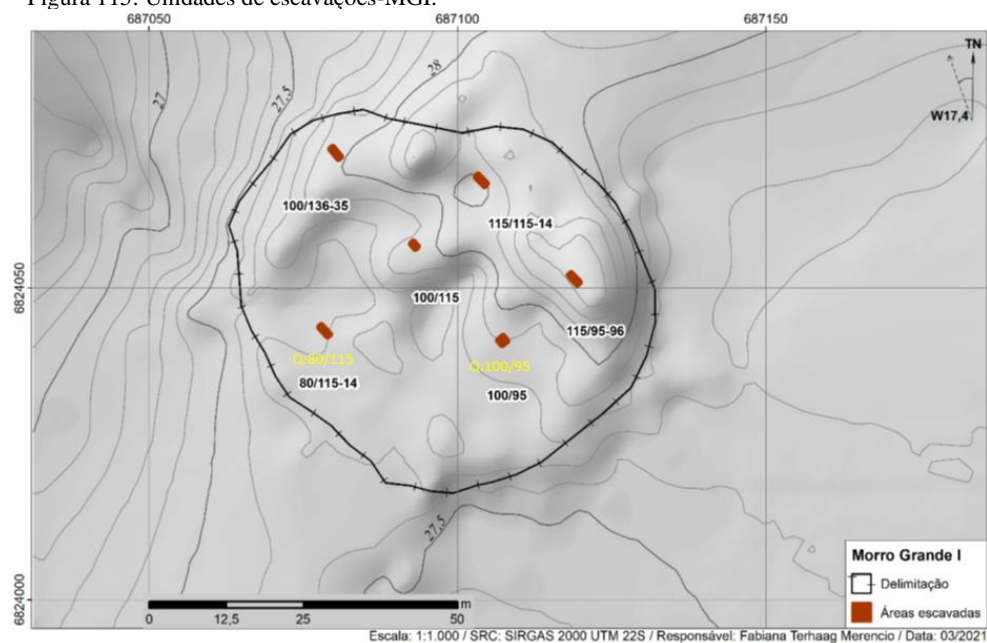 Figura 115: Unidades de escavações-MGI.
687050 687100 687150
TN
W17,4
27
27,5
28
100/136-35
115/115-14
6824050
100/115
115/95-96
Q:80/115
80/115-14
Q:100/95
100/95
27,5
Morro Grande I
Delimitação
Áreas escavadas
6824000
m
0 12,5 25 50
Escala: 1:1.000 / SRC: SIRGAS 2000 UTM 22S / Responsável: Fabiana Terhaag Merencio / Data: 03/2021